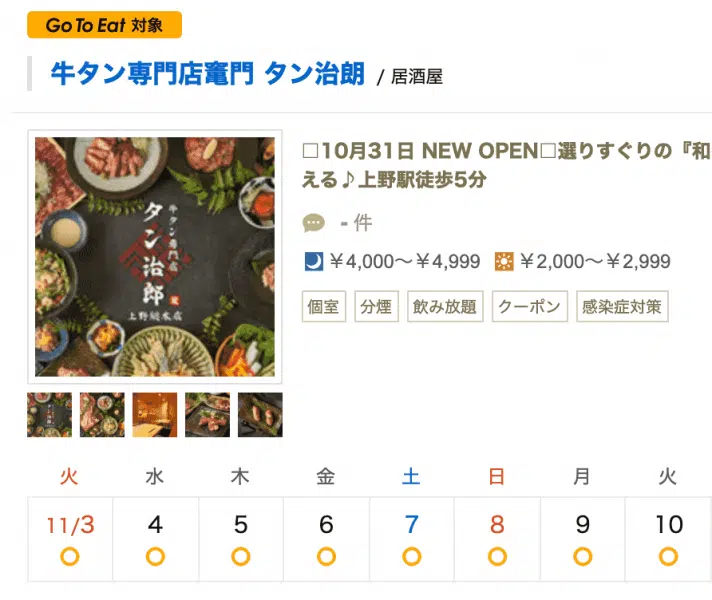 Go To Eat 対象
牛タン専門店竈門 タン治朗 / 居酒屋
□10月31日 NEW OPEN□選りすぐりの『和
える♪上野駅徒歩5分
- 件
￥4,000～￥4,999 ￥2,000～￥2,999
個室 分煙 飲み放題 クーポン 感染症対策
牛タン専門店
タン治郎
上野総本店
火 水 木 金 土 日 月 火
11/3 4 5 6 7 8 9 10